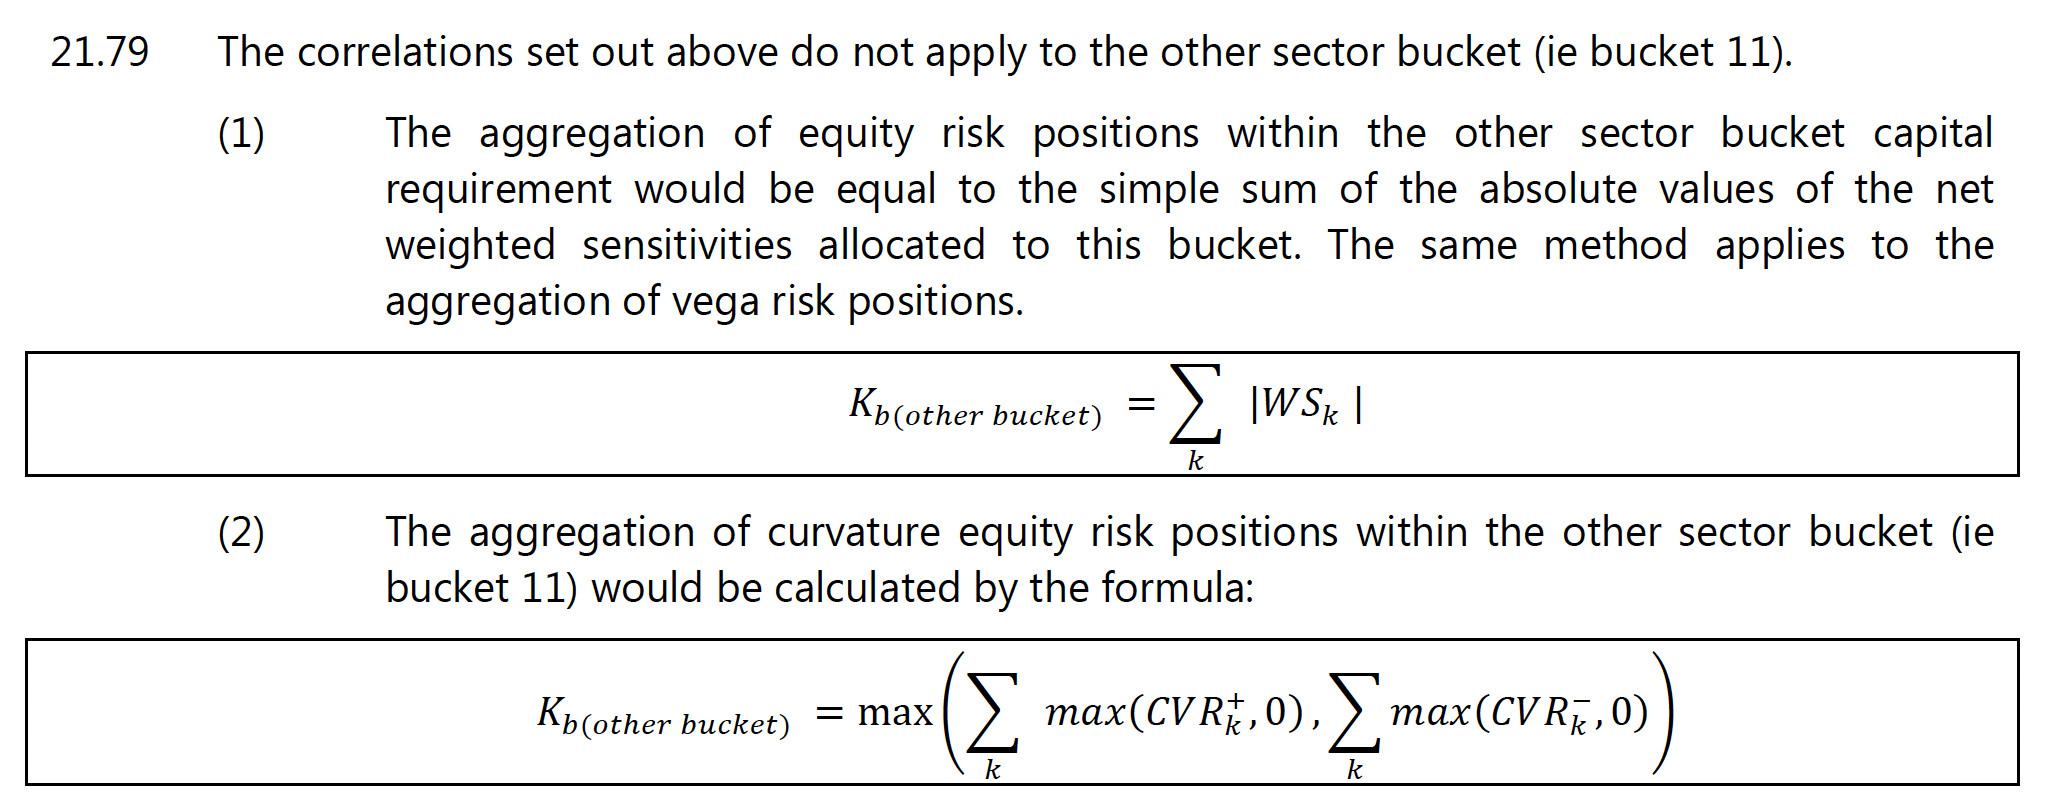 21.79 The correlations set out above do not apply to the other sector bucket (ie bucket 11).
(1) The aggregation of equity risk positions within the other sector bucket capital
requirement would be equal to the simple sum of the absolute values of the net
weighted sensitivities allocated to this bucket. The same method applies to the
aggregation of vega risk positions.
K_{b(other bucket)} = \sum_{k} |WS_k|
(2) The aggregation of curvature equity risk positions within the other sector bucket (ie
bucket 11) would be calculated by the formula:
K_{b(other bucket)} = max(\sum_{k} max(CVR_k^+, 0), \sum_{k} max(CVR_k^-, 0))